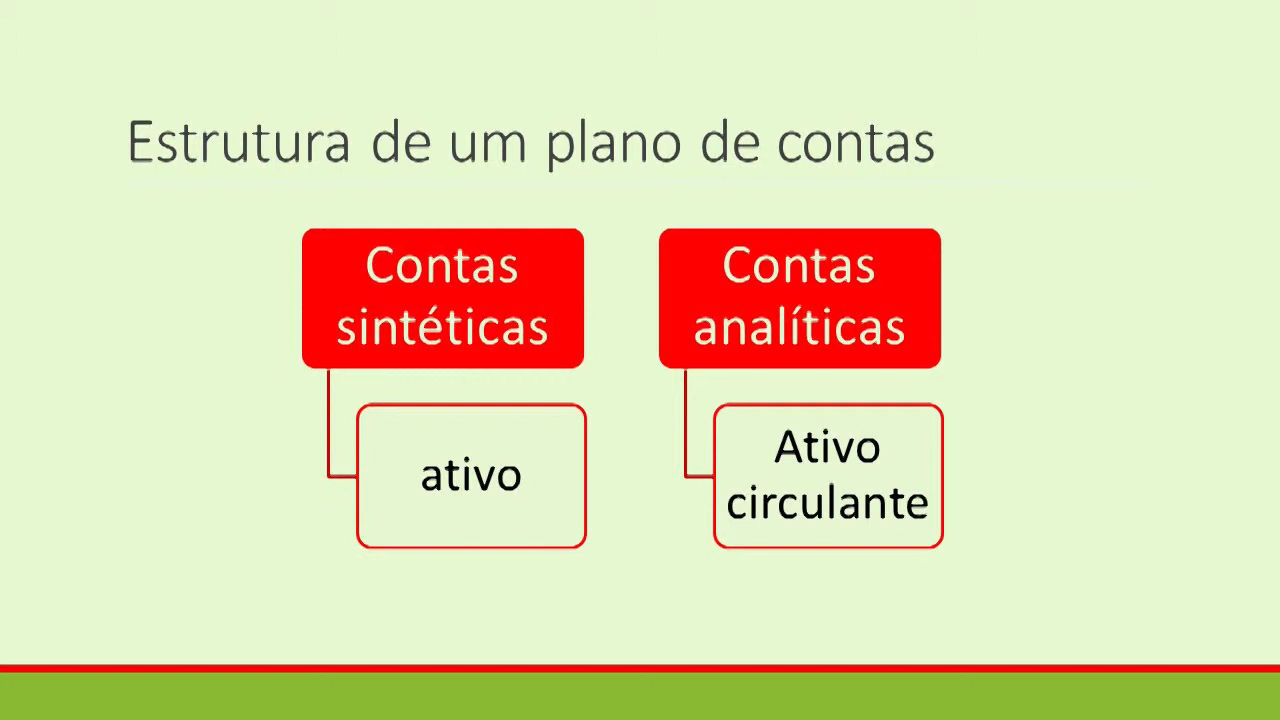 Estrutura de um plano de contas
Contas
sintéticas
ativo
Contas
analíticas
Ativo
circulante